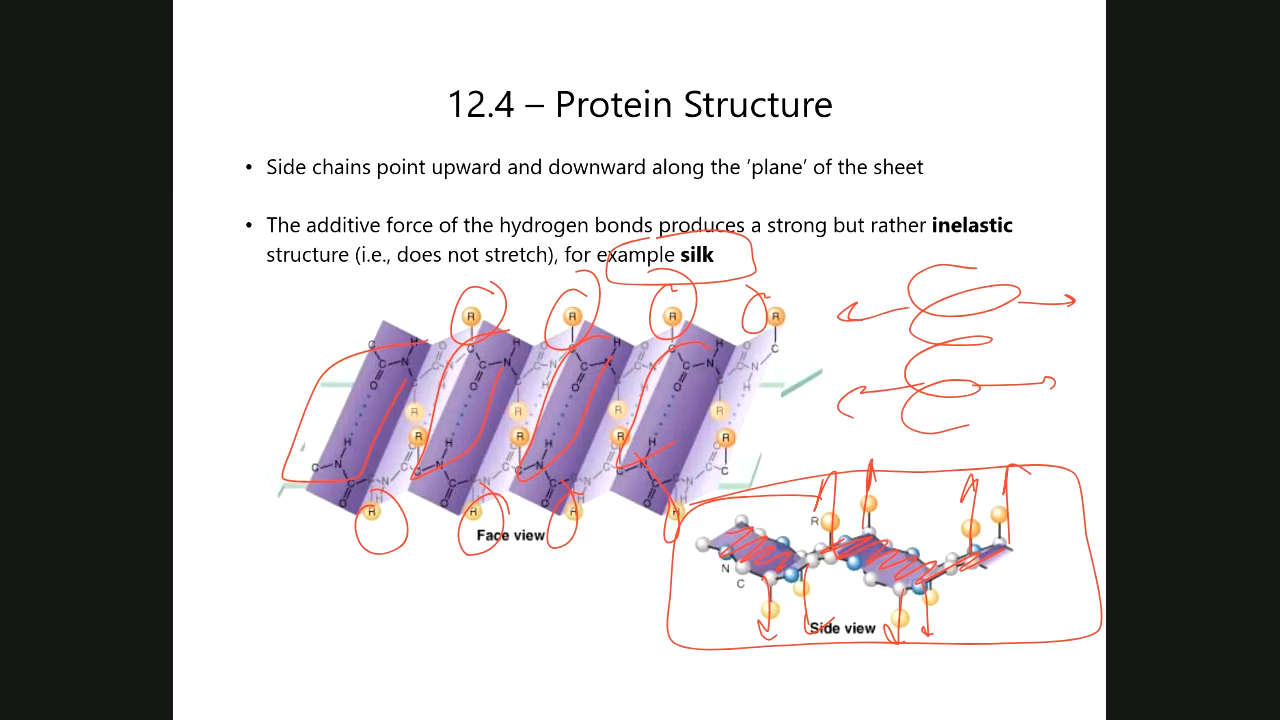 12.4 – Protein Structure
• Side chains point upward and downward along the ‘plane’ of the sheet
• The additive force of the hydrogen bonds produces a strong but rather inelastic
structure (i.e., does not stretch), for example silk
R R R R
R R R R
R R R R
R R R R
Face view
R
N
C
Side view